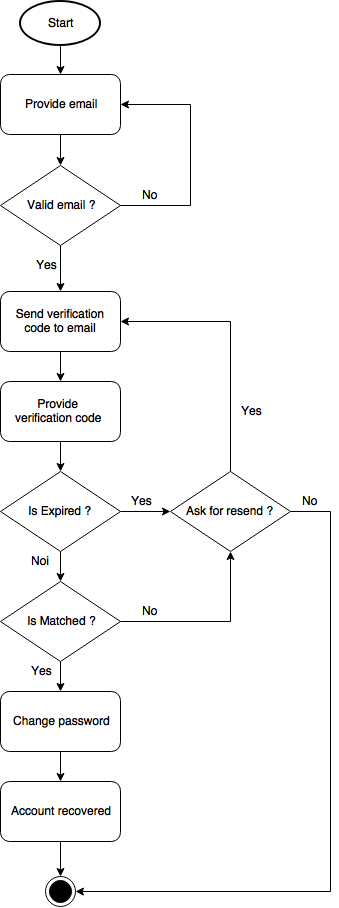 Start
Provide email
Valid email ?
No
Yes
Send verification
code to email
Provide
verification code
Yes
Is Expired ?
Yes
Ask for resend ?
No
Noi
Is Matched ?
No
Yes
Change password
Account recovered